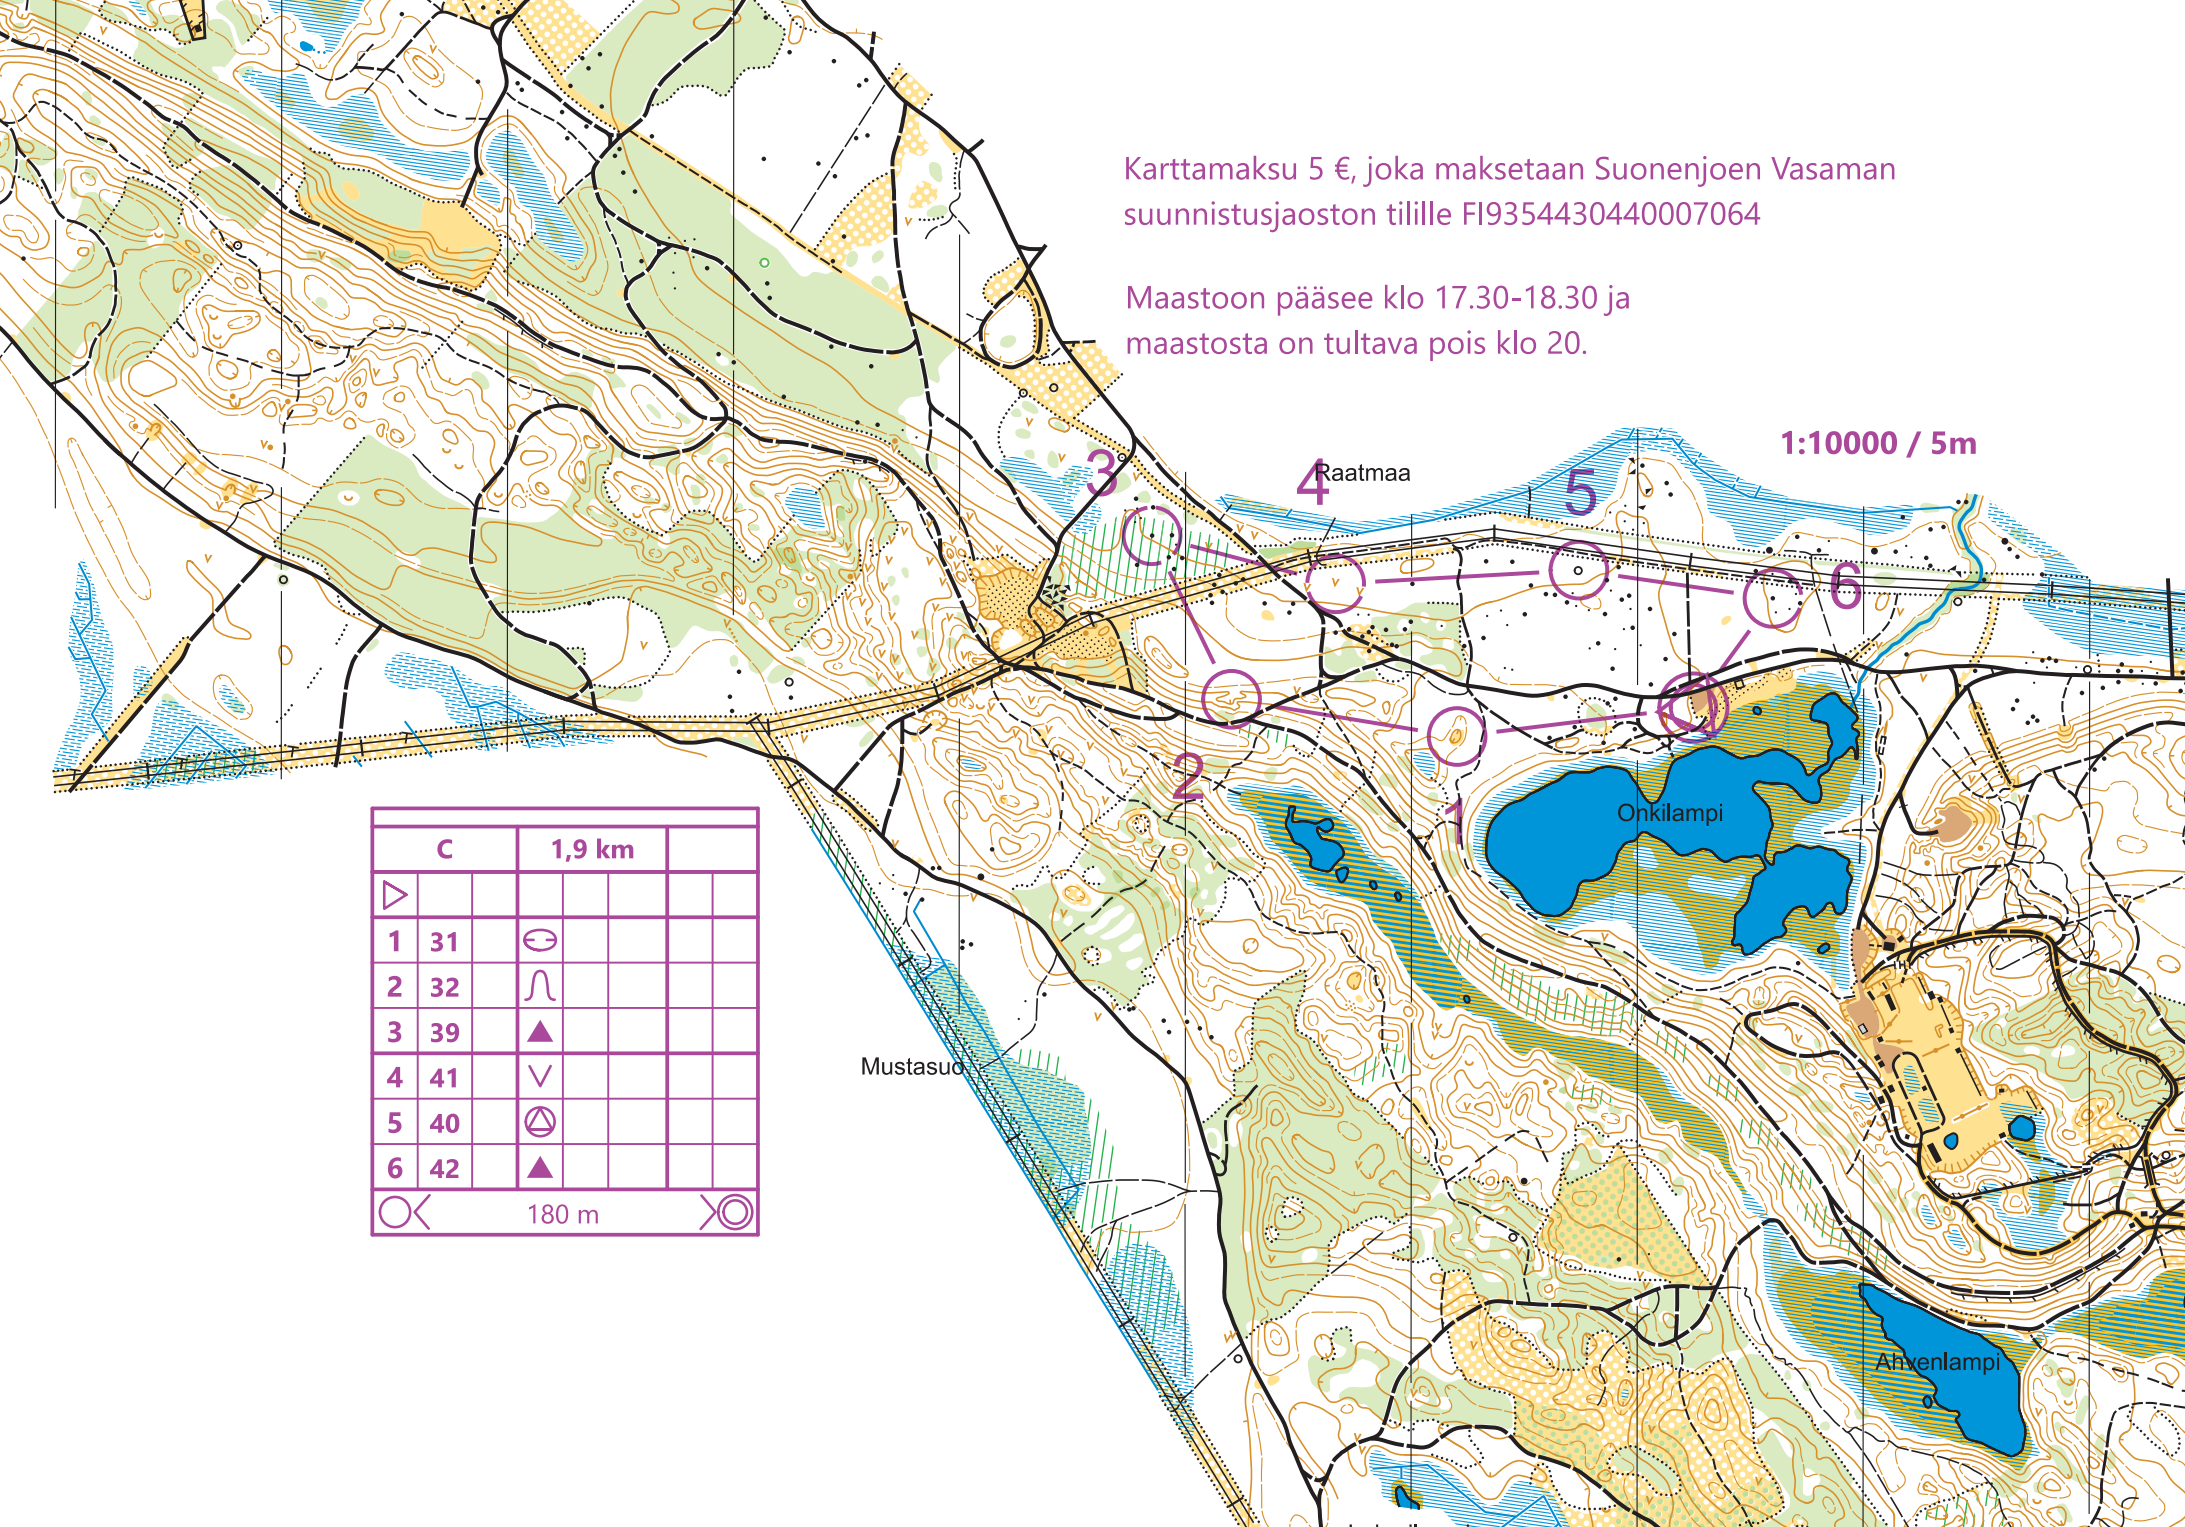 Karttamaksu 5 €, joka maksetaan Suonenjoen Vasaman
suunnistusjaoston tilille FI9354430440007064
Maastoon pääsee klo 17.30-18.30 ja
maastosta on tultava pois klo 20.
1:10000 / 5m
3
4
Raatmaa
5
6
2
1
Onkilampi
C 1,9 km
1 31
2 32
3 39
4 41
5 40
6 42
180 m
Mustasuo
Ahvenlampi